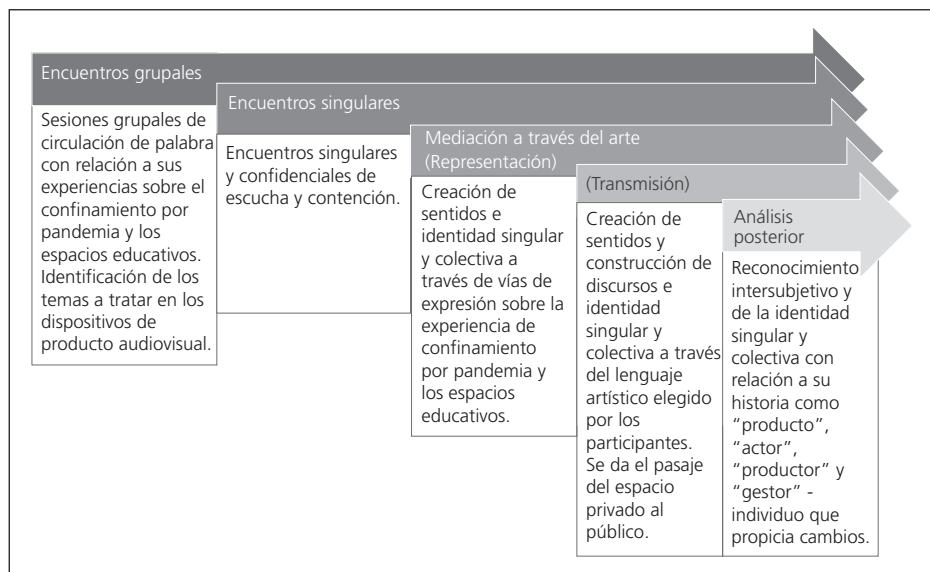 Encuentros grupales
Sesiones grupales de
circulación de palabra
con relación a sus
experiencias sobre el
confinamiento por
pandemia y los
espacios educativos.
Identificación de los
temas a tratar en los
dispositivos de
producto audiovisual.
Encuentros singulares
Encuentros singulares
y confidenciales de
escucha y contención.
Mediación a través del arte
(Representación)
Creación de
sentidos e
identidad singular
y colectiva a
través de vías de
expresión sobre la
experiencia de
confinamiento
por pandemia y
los espacios
educativos.
(Transmisión)
Creación de
sentidos y
construcción de
discursos e
identidad
singular y
colectiva a través
del lenguaje
artístico elegido
por los
participantes.
Se da el pasaje
del espacio
privado al
público.
Análisis
posterior
Reconocimiento
intersubjetivo y
de la identidad
singular y
colectiva con
relación a su
historia como
“producto”,
“actor”,
“productor” y
“gestor” -
individuo que
propicia cambios.